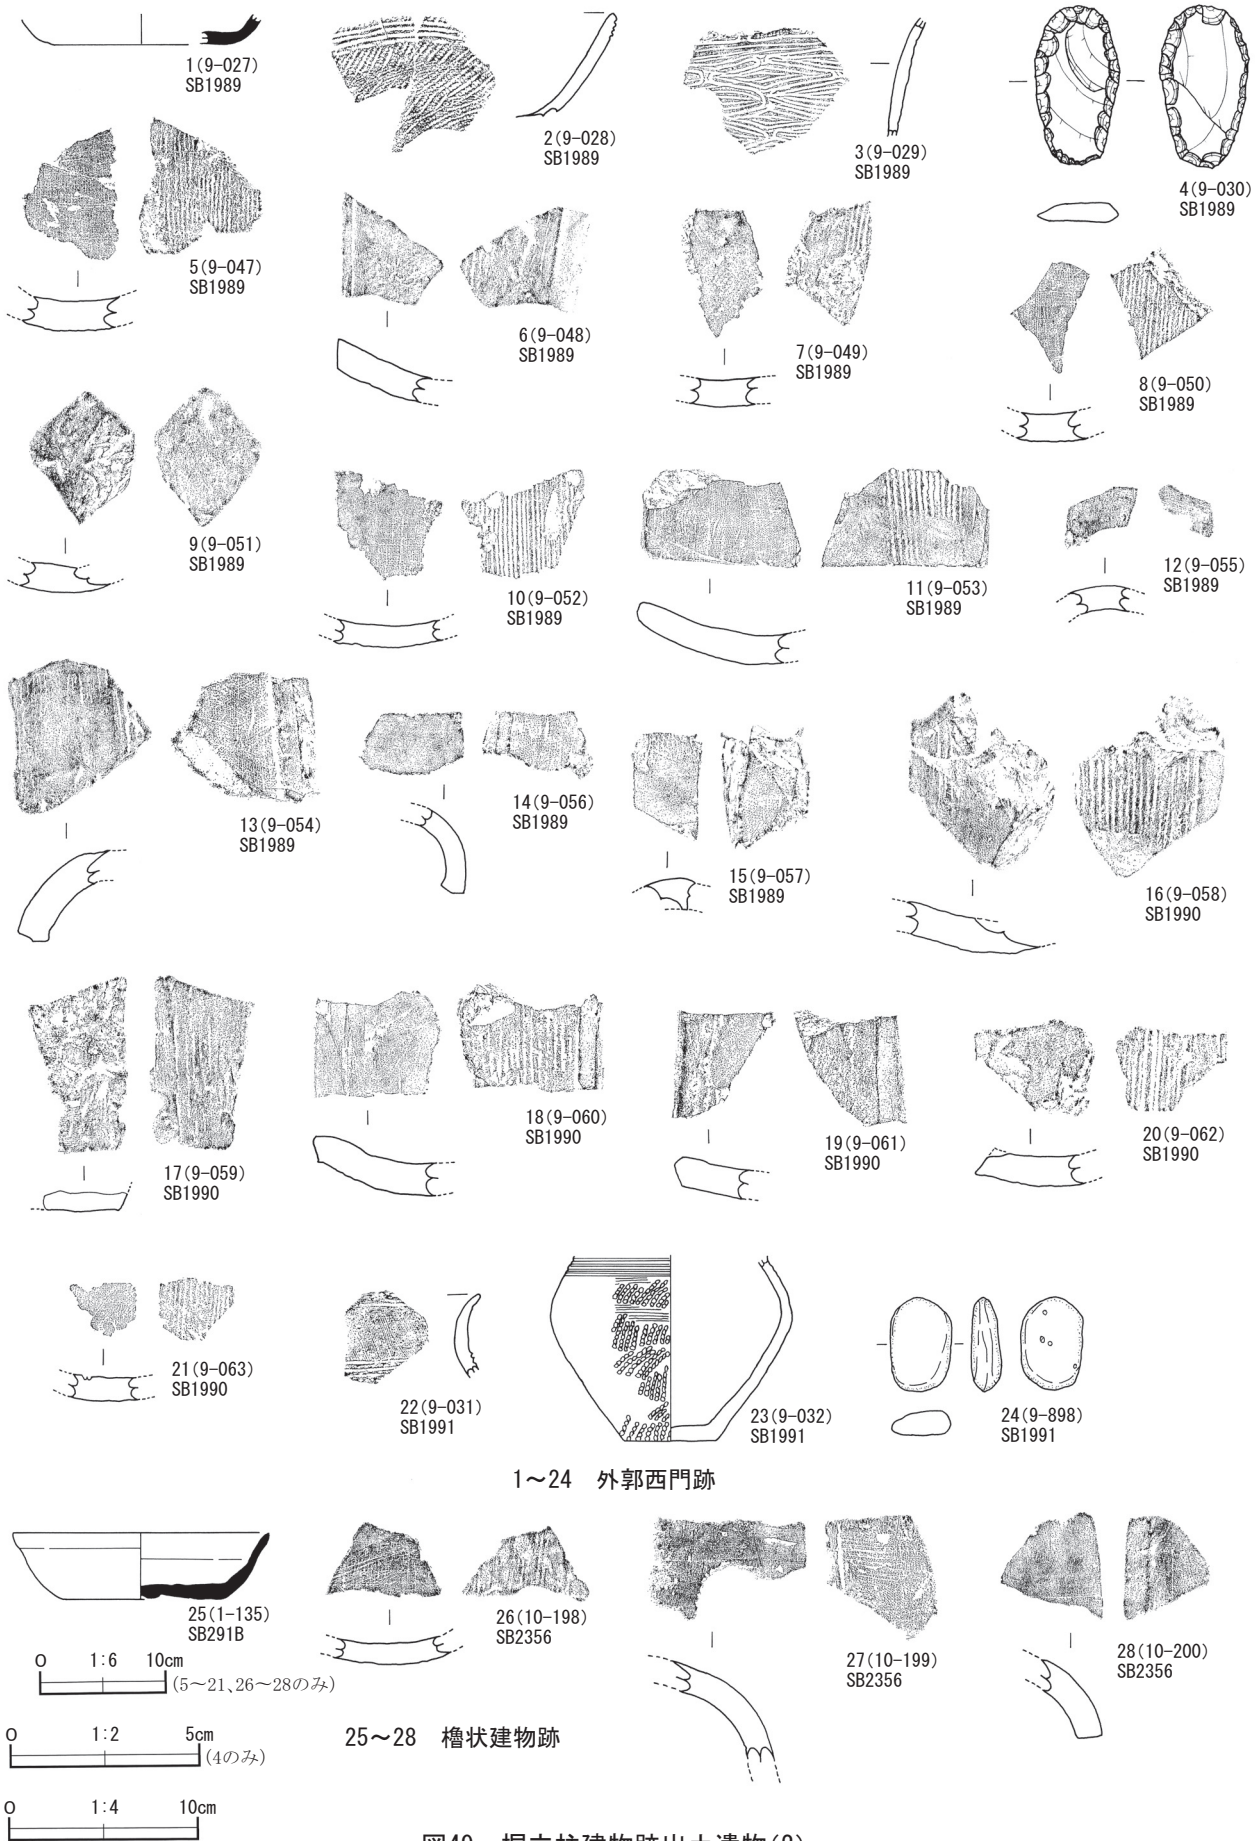 1(9-027)
SB1989
2(9-028)
SB1989
3(9-029)
SB1989
4(9-030)
SB1989
5(9-047)
SB1989
6(9-048)
SB1989
7(9-049)
SB1989
8(9-050)
SB1989
9(9-051)
SB1989
10(9-052)
SB1989
11(9-053)
SB1989
12(9-055)
SB1989
13(9-054)
SB1989
14(9-056)
SB1989
15(9-057)
SB1989
16(9-058)
SB1990
17(9-059)
SB1990
18(9-060)
SB1990
19(9-061)
SB1990
20(9-062)
SB1990
21(9-063)
SB1990
22(9-031)
SB1991
23(9-032)
SB1991
24(9-898)
SB1991
1〜24　外郭西門跡
25(1-135)
SB291B
26(10-198)
SB2356
27(10-199)
SB2356
28(10-200)
SB2356
0 1:6 10cm
(5〜21、26〜28のみ)
25〜28　櫓状建物跡
0 1:2 5cm
(4のみ)
0 1:4 10cm
図40　掘立柱建物跡出土遺物(2)